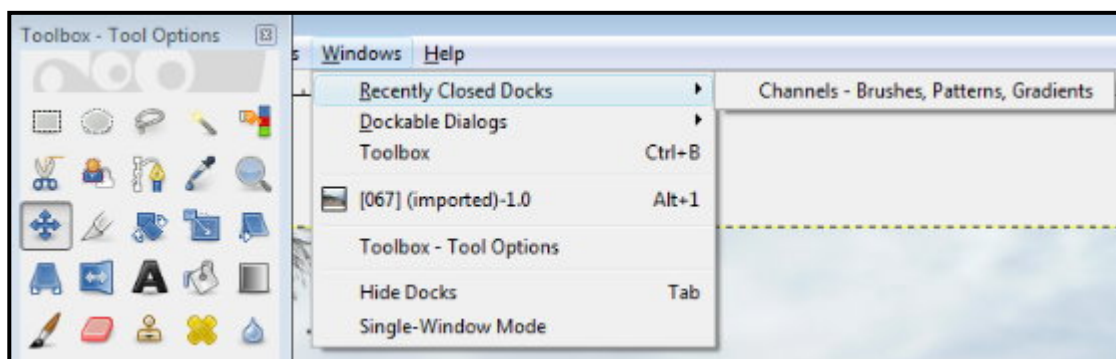 Toolbox - Tool Options
Windows Help
Recently Closed Docks
Channels - Brushes, Patterns, Gradients
Dockable Dialogs
Toolbox Ctrl+B
[067] (imported)-1.0 Alt+1
Toolbox - Tool Options
Hide Docks Tab
Single-Window Mode